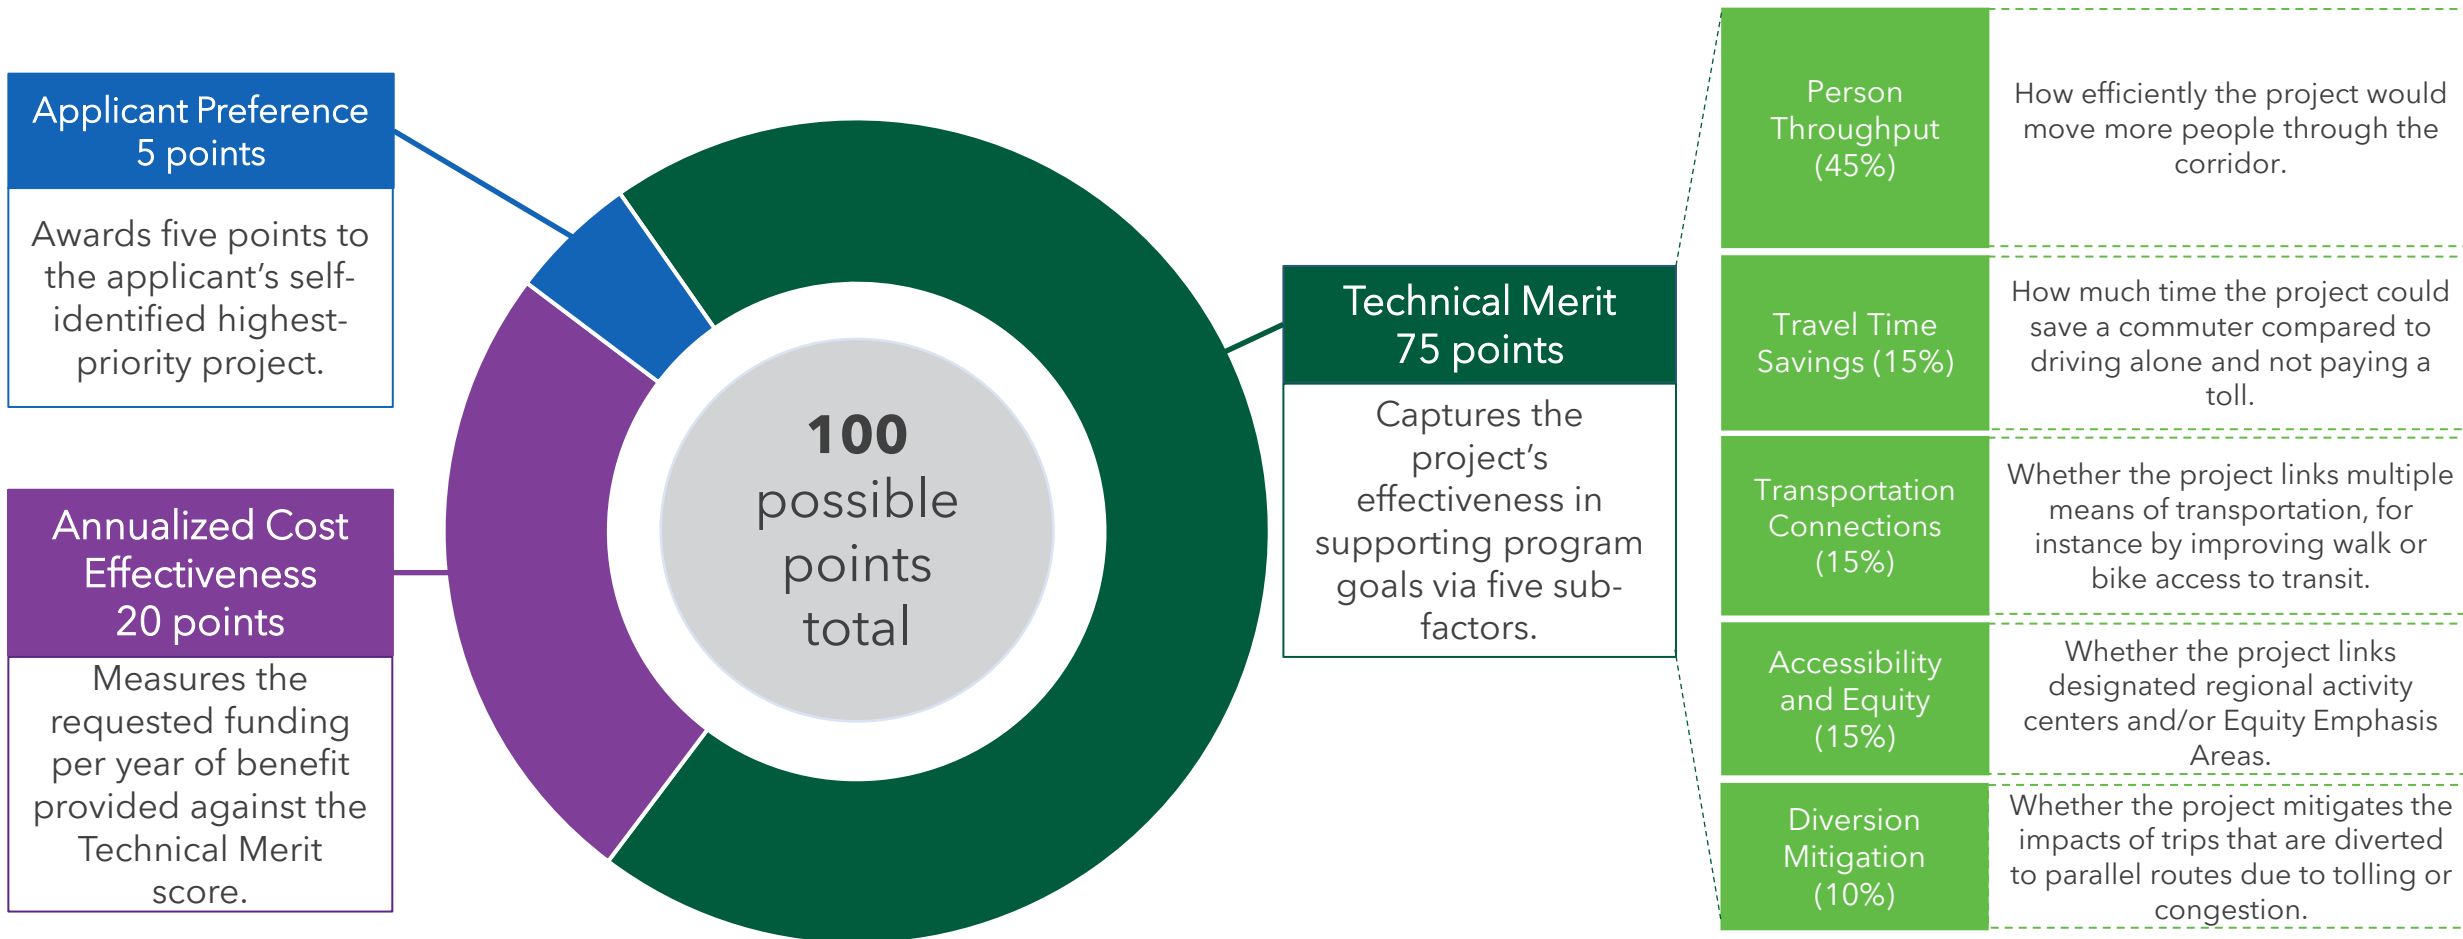 Applicant Preference
5 points
Awards five points to
the applicant’s self-
identified highest-
priority project.
Annualized Cost
Effectiveness
20 points
Measures the
requested funding
per year of benefit
provided against the
Technical Merit
score.
100
possible
points
total
Technical Merit
75 points
Captures the
project’s
effectiveness in
supporting program
goals via five sub-
factors.
Person
Throughput
(45%)
How efficiently the project would
move more people through the
corridor.
Travel Time
Savings (15%)
How much time the project could
save a commuter compared to
driving alone and not paying a
toll.
Transportation
Connections
(15%)
Whether the project links multiple
means of transportation, for
instance by improving walk or
bike access to transit.
Accessibility
and Equity
(15%)
Whether the project links
designated regional activity
centers and/or Equity Emphasis
Areas.
Diversion
Mitigation
(10%)
Whether the project mitigates the
impacts of trips that are diverted
to parallel routes due to tolling or
congestion.